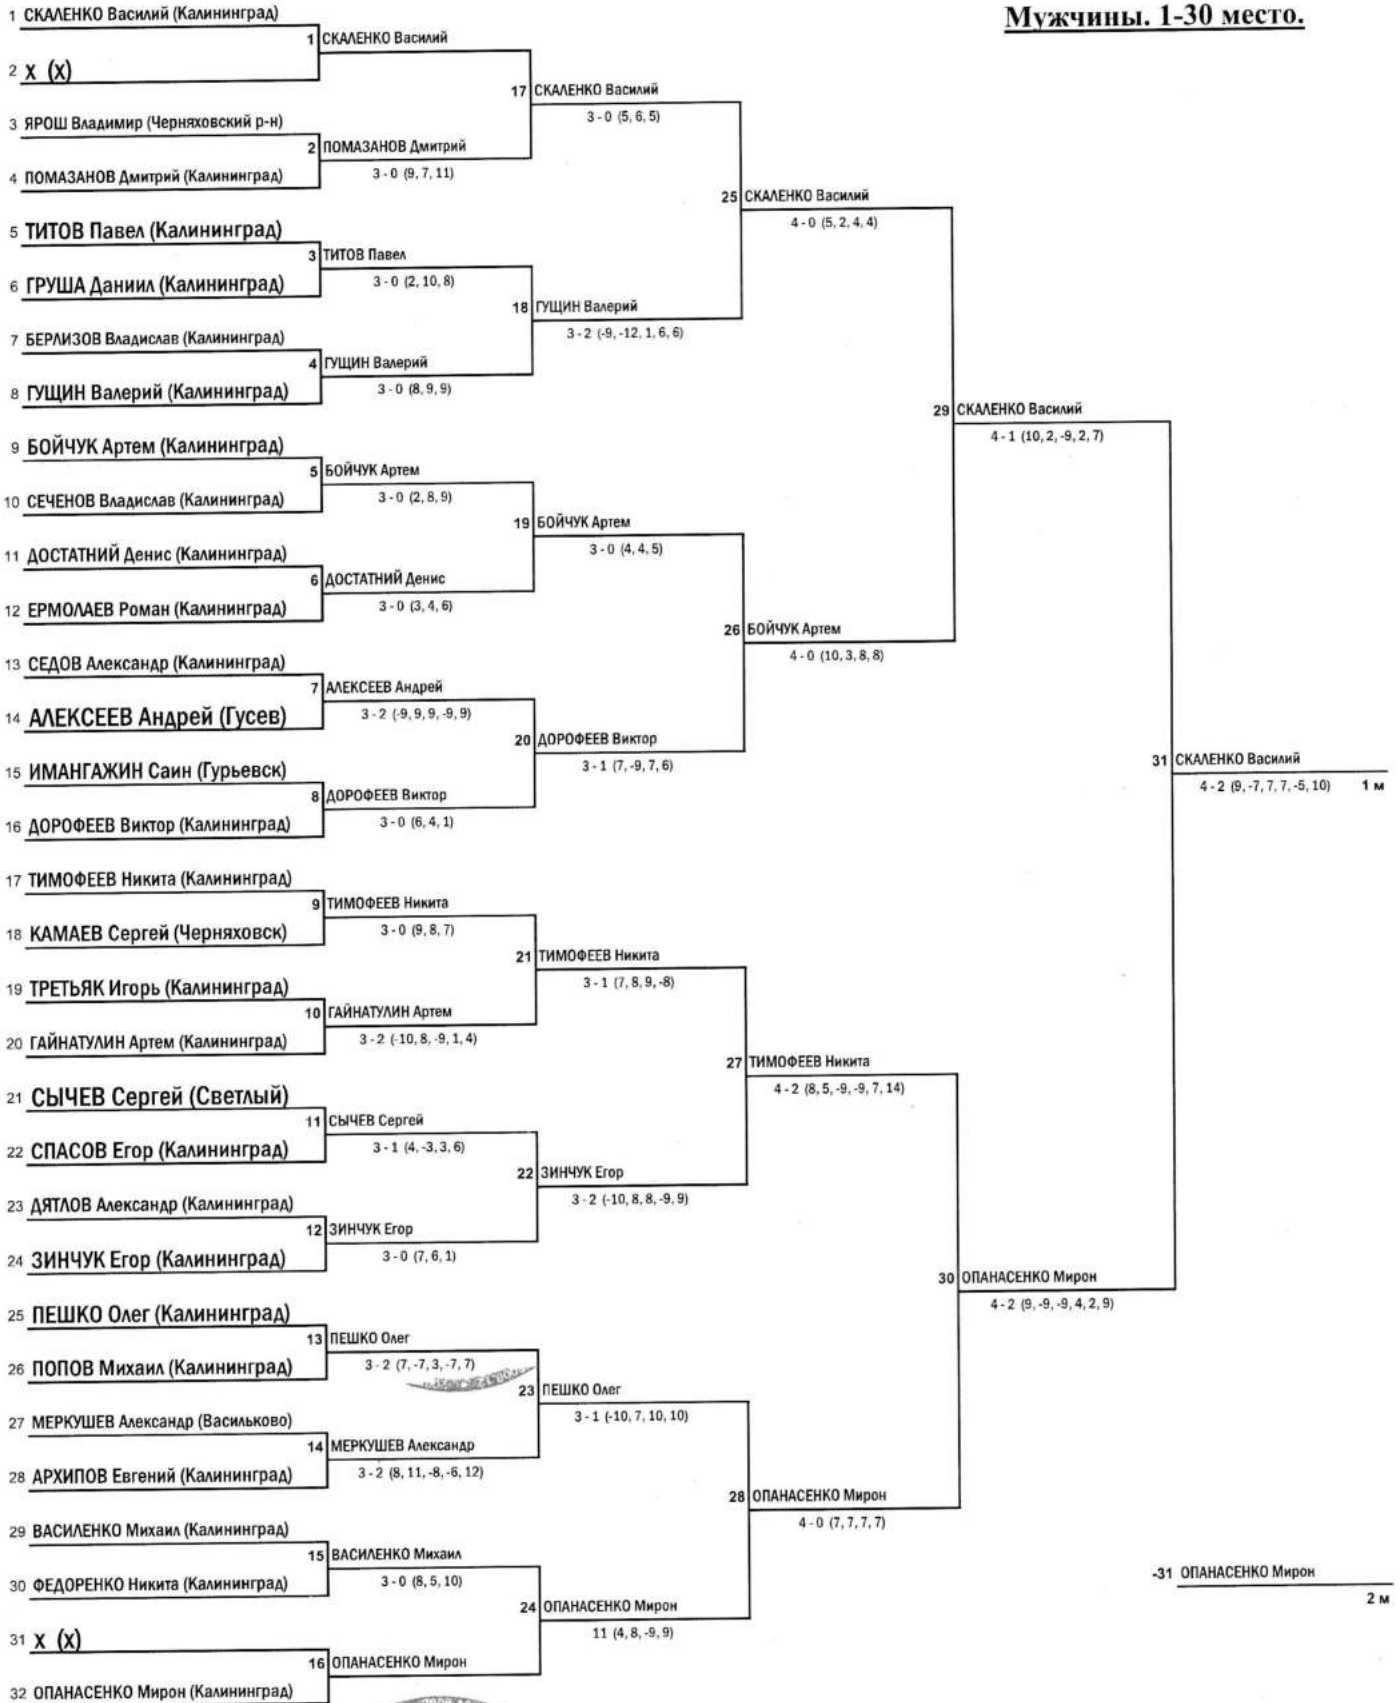 Мужчины. 1-30 место.
1 СКАЛЕНКО Василий (Калининград)
1 СКАЛЕНКО Василий
2 X (X)
17 СКАЛЕНКО Василий
3 - 0 (5, 6, 5)
3 ЯРОШ Владимир (Черняховский р-н)
2 ПОМАЗАНОВ Дмитрий
3 - 0 (9, 7, 11)
4 ПОМАЗАНОВ Дмитрий (Калининград)
25 СКАЛЕНКО Василий
4 - 0 (5, 2, 4, 4)
5 ТИТОВ Павел (Калининград)
3 ТИТОВ Павел
3 - 0 (2, 10, 8)
6 ГРУША Даниил (Калининград)
18 ГУЩИН Валерий
3 - 2 (-9, -12, 1, 6, 6)
7 БЕРЛИЗОВ Владислав (Калининград)
4 ГУЩИН Валерий
3 - 0 (8, 9, 9)
8 ГУЩИН Валерий (Калининград)
29 СКАЛЕНКО Василий
4 - 1 (10, 2, -9, 2, 7)
9 БОЙЧУК Артем (Калининград)
5 БОЙЧУК Артем
3 - 0 (2, 8, 9)
10 СЕЧЕНОВ Владислав (Калининград)
19 БОЙЧУК Артем
3 - 0 (4, 4, 5)
11 ДОСТАТНИЙ Денис (Калининград)
6 ДОСТАТНИЙ Денис
3 - 0 (3, 4, 6)
12 ЕРМОЛАЕВ Роман (Калининград)
26 БОЙЧУК Артем
4 - 0 (10, 3, 8, 8)
13 СЕДОВ Александр (Калининград)
7 АЛЕКСЕЕВ Андрей
3 - 2 (-9, 9, 9, -9, 9)
14 АЛЕКСЕЕВ Андрей (Гусев)
20 ДОРОФЕЕВ Виктор
3 - 1 (7, -9, 7, 6)
15 ИМАНГАЖИН Саин (Гурьевск)
8 ДОРОФЕЕВ Виктор
3 - 0 (6, 4, 1)
16 ДОРОФЕЕВ Виктор (Калининград)
31 СКАЛЕНКО Василий
4 - 2 (9, -7, 7, 7, -5, 10) 1 м
17 ТИМОФЕЕВ Никита (Калининград)
9 ТИМОФЕЕВ Никита
3 - 0 (9, 8, 7)
18 КАМАЕВ Сергей (Черняховск)
21 ТИМОФЕЕВ Никита
3 - 1 (7, 8, 9, -8)
19 ТРЕТЬЯК Игорь (Калининград)
10 ГАЙНАТУЛИН Артем
3 - 2 (-10, 8, -9, 1, 4)
20 ГАЙНАТУЛИН Артем (Калининград)
27 ТИМОФЕЕВ Никита
4 - 2 (8, 5, -9, -9, 7, 14)
21 СЫЧЕВ Сергей (Светлый)
11 СЫЧЕВ Сергей
3 - 1 (4, -3, 3, 6)
22 СПАСОВ Егор (Калининград)
22 ЗИНЧУК Егор
3 - 2 (-10, 8, 8, -9, 9)
23 ДЯТЛОВ Александр (Калининград)
12 ЗИНЧУК Егор
3 - 0 (7, 6, 1)
24 ЗИНЧУК Егор (Калининград)
30 ОПАНАСЕНКО Мирон
4 - 2 (9, -9, -9, 4, 2, 9)
25 ПЕШКО Олег (Калининград)
13 ПЕШКО Олег
3 - 2 (7, -7, 3, -7, 7)
26 ПОПОВ Михаил (Калининград)
23 ПЕШКО Олег
3 - 1 (-10, 7, 10, 10)
27 МЕРКУШЕВ Александр (Васильково)
14 МЕРКУШЕВ Александр
3 - 2 (8, 11, -8, -6, 12)
28 АРХИПОВ Евгений (Калининград)
28 ОПАНАСЕНКО Мирон
4 - 0 (7, 7, 7, 7)
29 ВАСИЛЕНКО Михаил (Калининград)
15 ВАСИЛЕНКО Михаил
3 - 0 (8, 5, 10)
30 ФЕДОРЕНКО Никита (Калининград)
24 ОПАНАСЕНКО Мирон
11 (4, 8, -9, 9)
31 X (X)
16 ОПАНАСЕНКО Мирон
32 ОПАНАСЕНКО Мирон (Калининград)
-31 ОПАНАСЕНКО Мирон
2 м